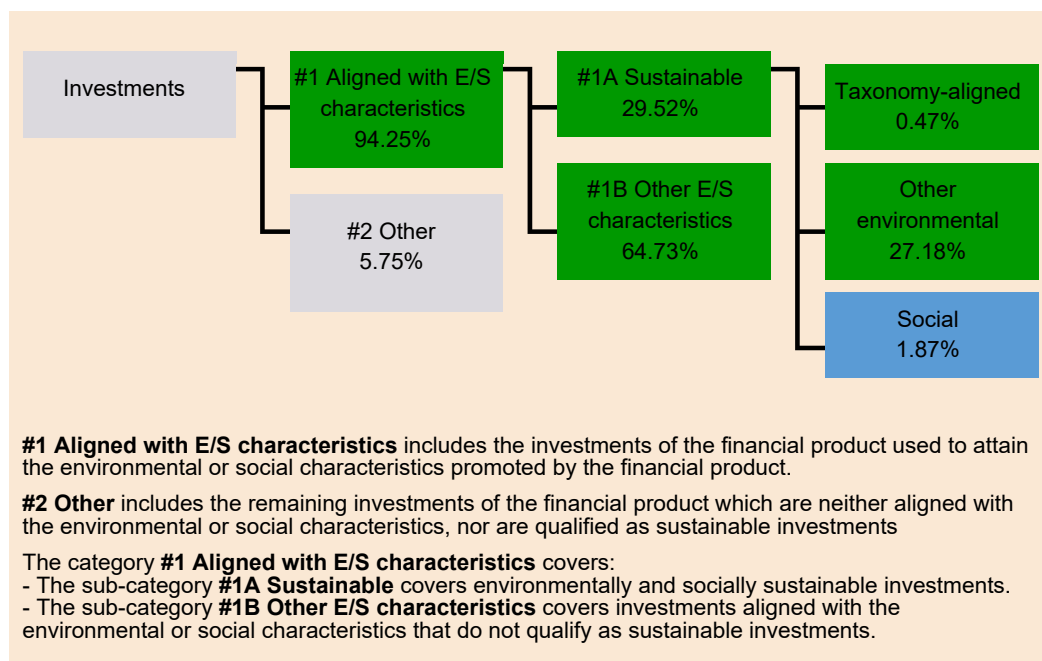 Investments
#1 Aligned with E/S
characteristics
94.25%
#2 Other
5.75%
#1A Sustainable
29.52%
#1B Other E/S
characteristics
64.73%
Taxonomy-aligned
0.47%
Other
environmental
27.18%
Social
1.87%
#1 Aligned with E/S characteristics includes the investments of the financial product used to attain
the environmental or social characteristics promoted by the financial product.
#2 Other includes the remaining investments of the financial product which are neither aligned with
the environmental or social characteristics, nor are qualified as sustainable investments
The category #1 Aligned with E/S characteristics covers:
- The sub-category #1A Sustainable covers environmentally and socially sustainable investments.
- The sub-category #1B Other E/S characteristics covers investments aligned with the
environmental or social characteristics that do not qualify as sustainable investments.